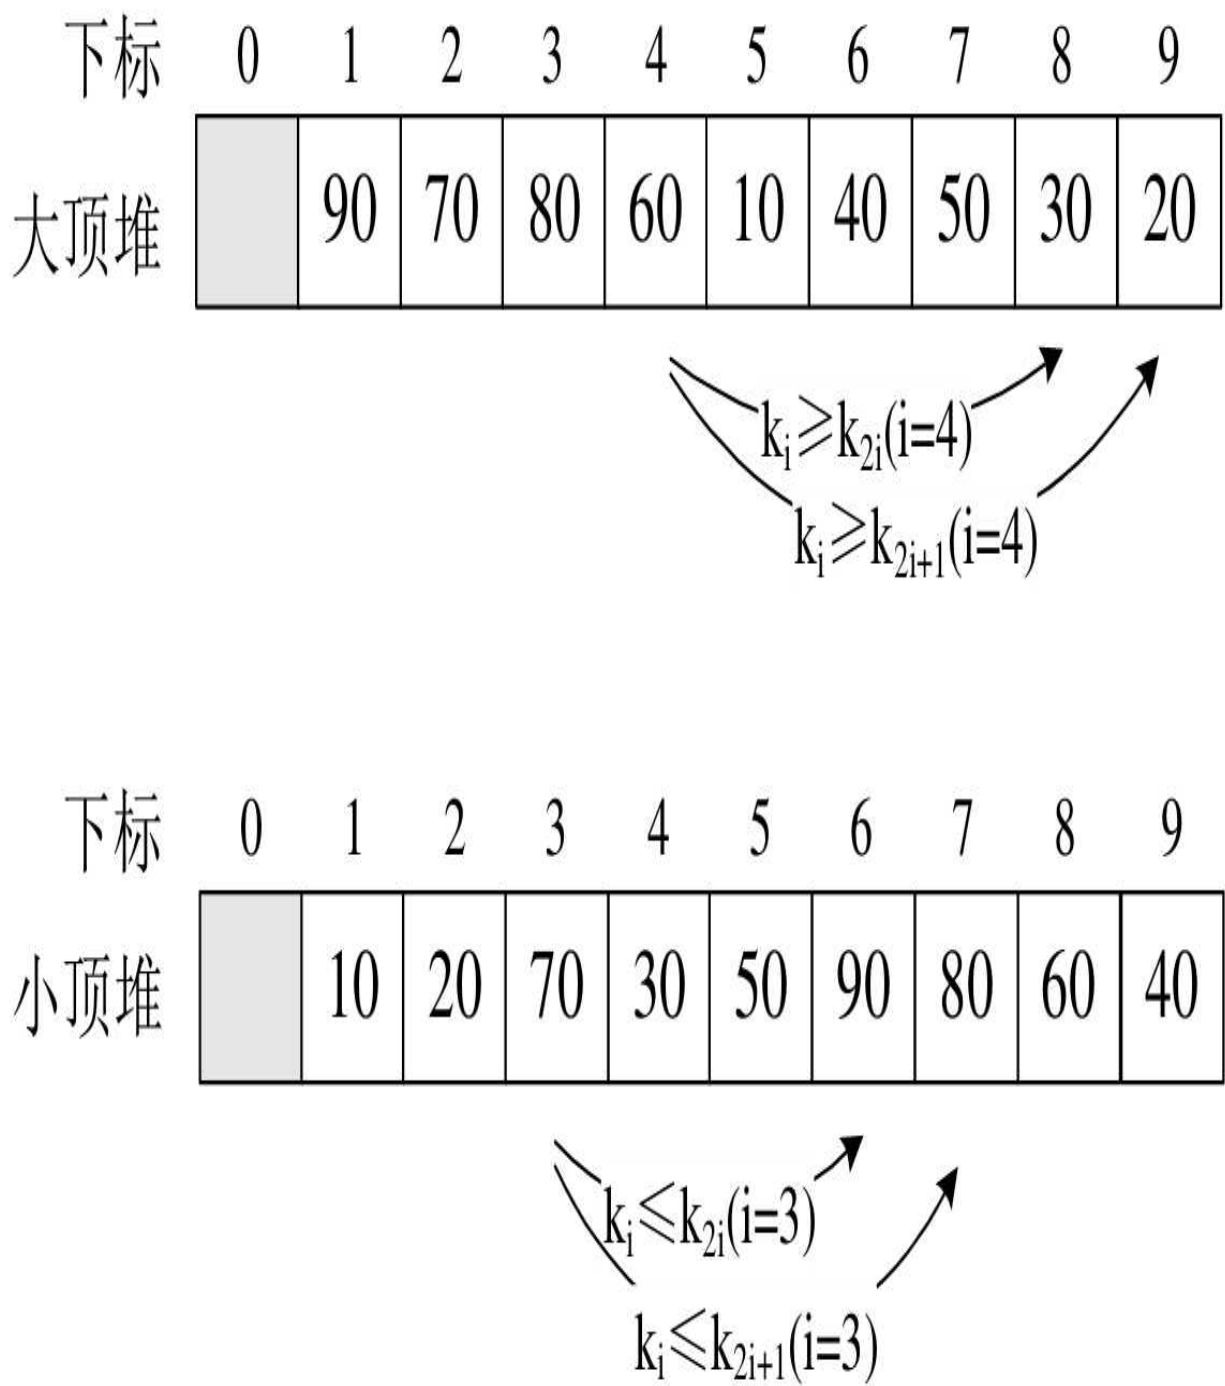 下标 0 1 2 3 4 5 6 7 8 9
大顶堆 90 70 80 60 10 40 50 30 20
kᵢ≥k₂ᵢ(i=4)
kᵢ≥k₂ᵢ₊₁(i=4)
下标 0 1 2 3 4 5 6 7 8 9
小顶堆 10 20 70 30 50 90 80 60 40
kᵢ≤k₂ᵢ(i=3)
kᵢ≤k₂ᵢ₊₁(i=3)